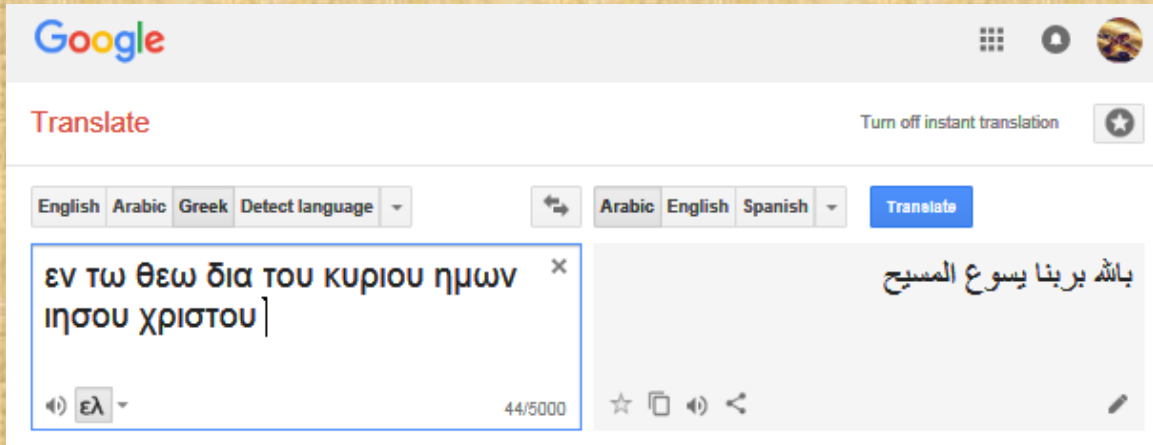 Google
Translate
Turn off instant translation
English Arabic Greek Detect language
Arabic English Spanish
Translate
εν τω θεω δια του κυριου ημων
ιησου χριστου
بالله بربنا يسوع المسيح
ελ
44/5000